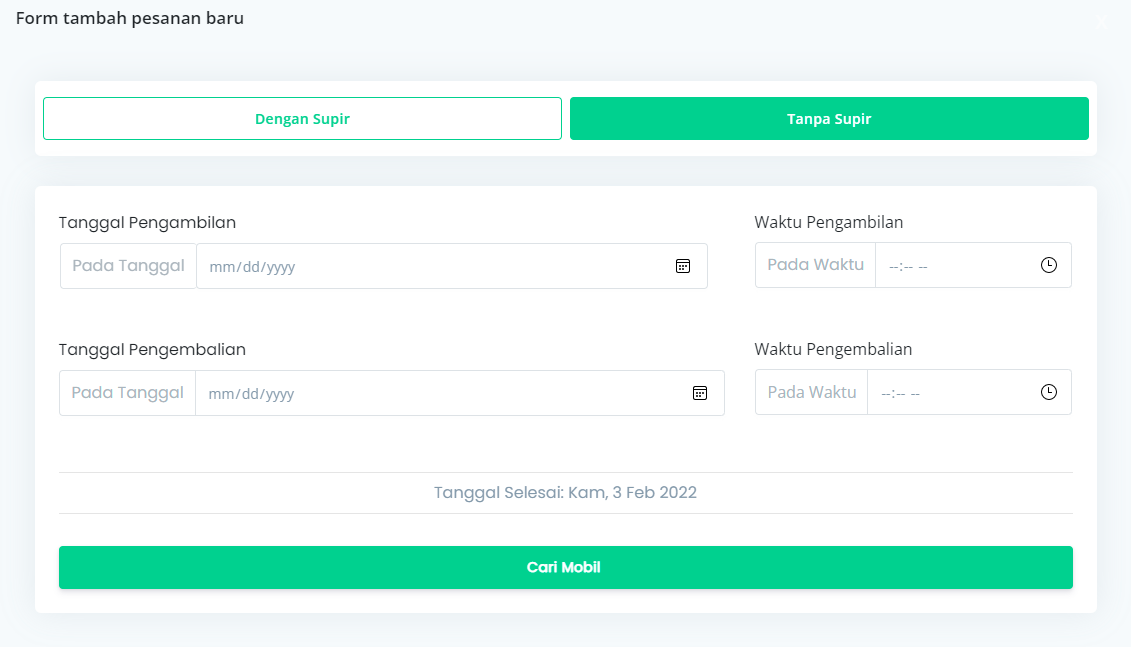 Form tambah pesanan baru
Dengan Supir
Tanpa Supir
Tanggal Pengambilan
Waktu Pengambilan
Pada Tanggal mm/dd/yyyy
Pada Waktu --:-- --
Tanggal Pengembalian
Waktu Pengembalian
Pada Tanggal mm/dd/yyyy
Pada Waktu --:-- --
Tanggal Selesai: Kam, 3 Feb 2022
Cari Mobil